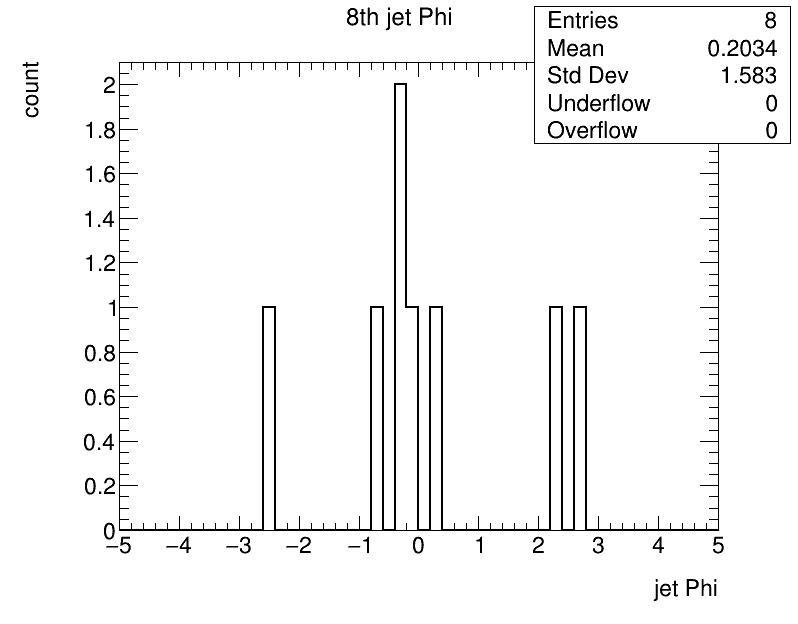 8th jet Phi
Entries 8
Mean 0.2034
Std Dev 1.583
Underflow 0
Overflow 0
count
2
1.8
1.6
1.4
1.2
1
0.8
0.6
0.4
0.2
0
−5 −4 −3 −2 −1 0 1 2 3 4 5
jet Phi